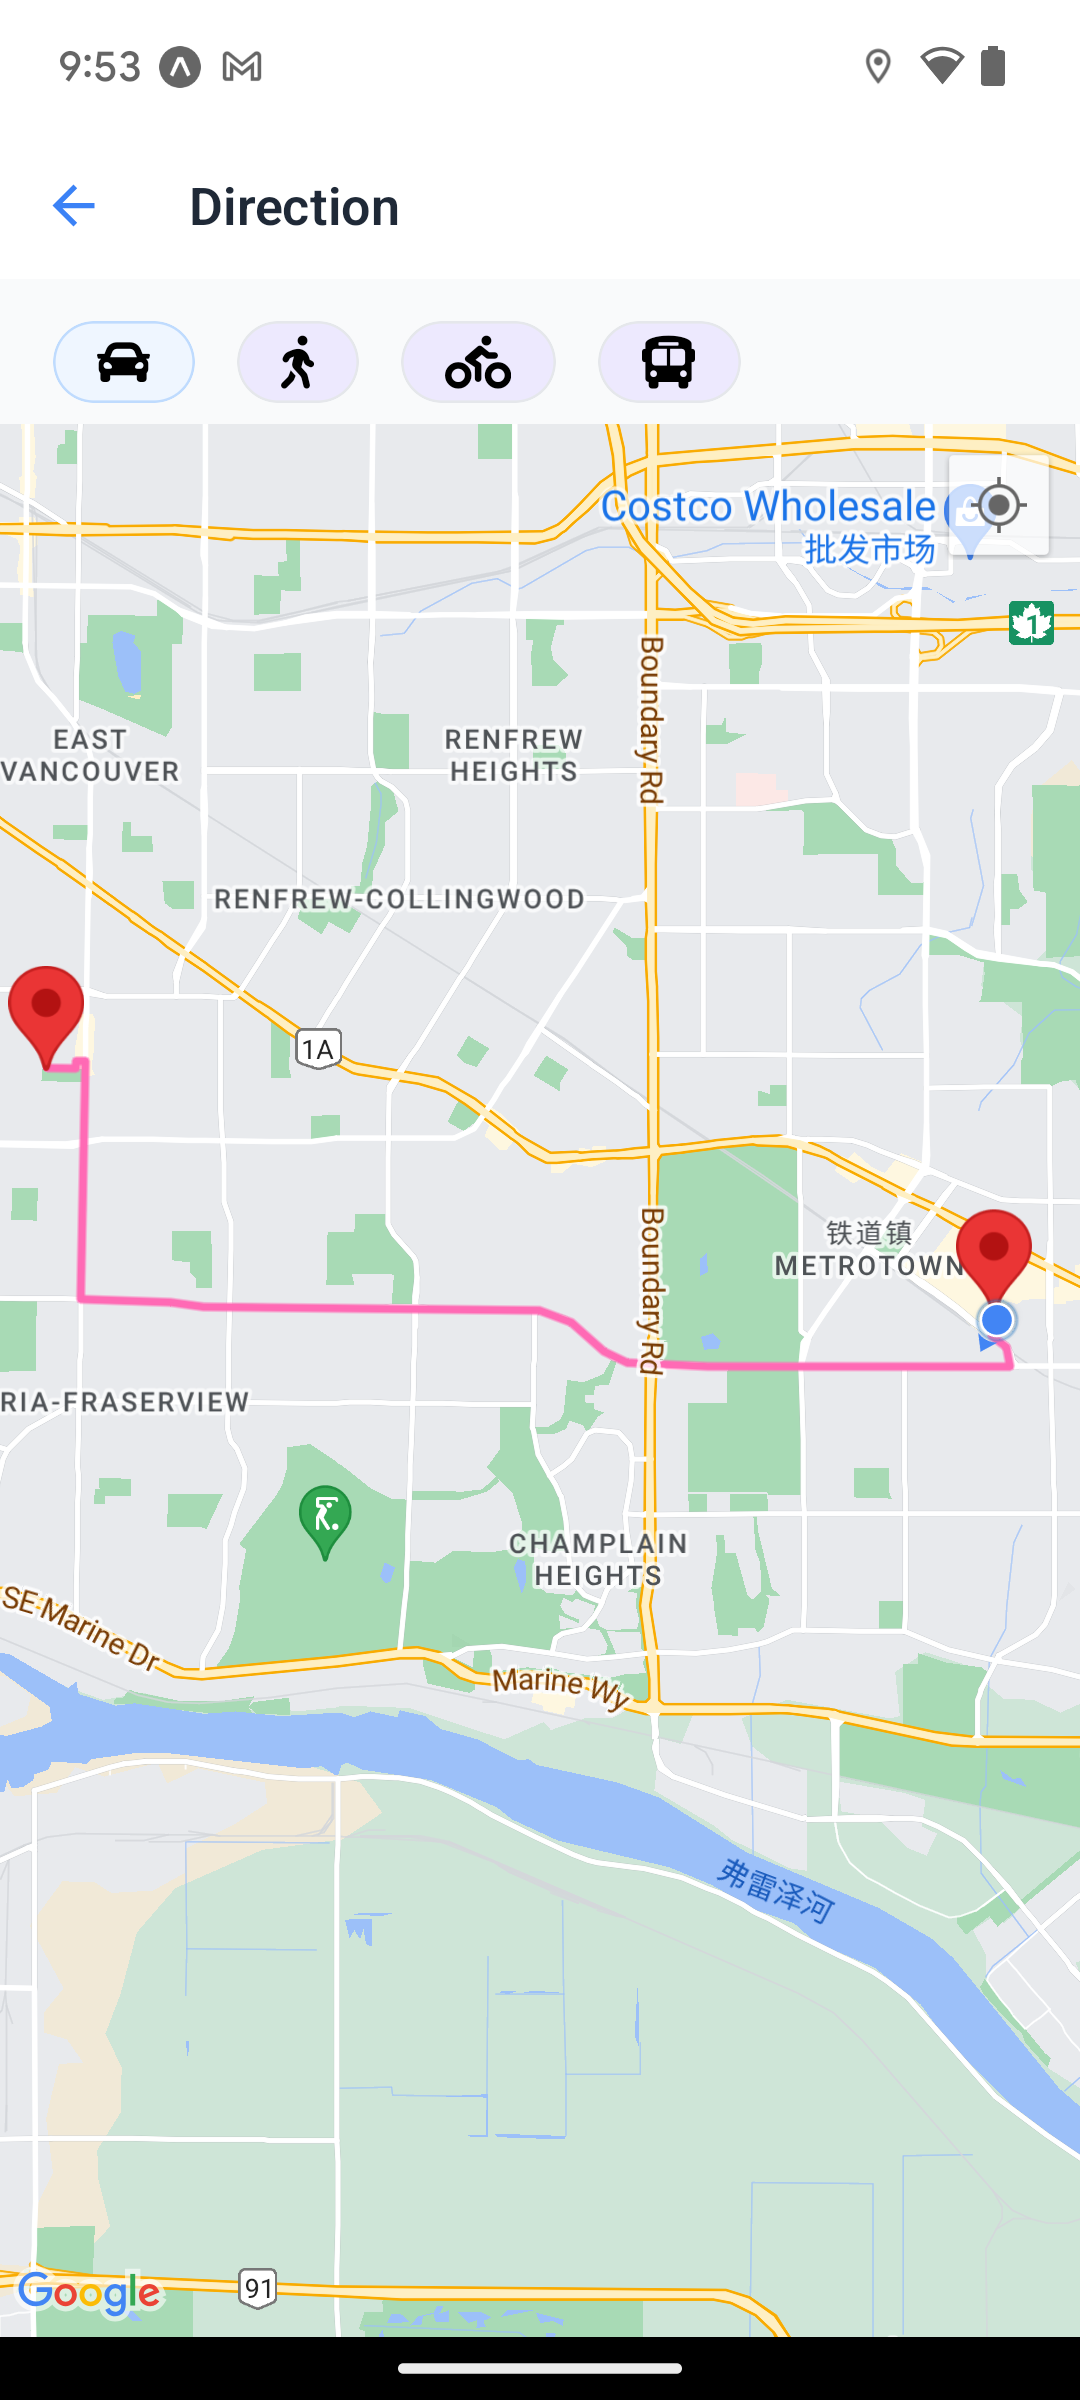 9:53
Direction
Costco Wholesale
批发市场
1
Boundary Rd
EAST
VANCOUVER
RENFREW
HEIGHTS
RENFREW-COLLINGWOOD
1A
铁道镇
METROTOWN
Boundary Rd
RIA-FRASERVIEW
CHAMPLAIN
HEIGHTS
SE Marine Dr
Marine Wy
弗雷泽河
Google
91